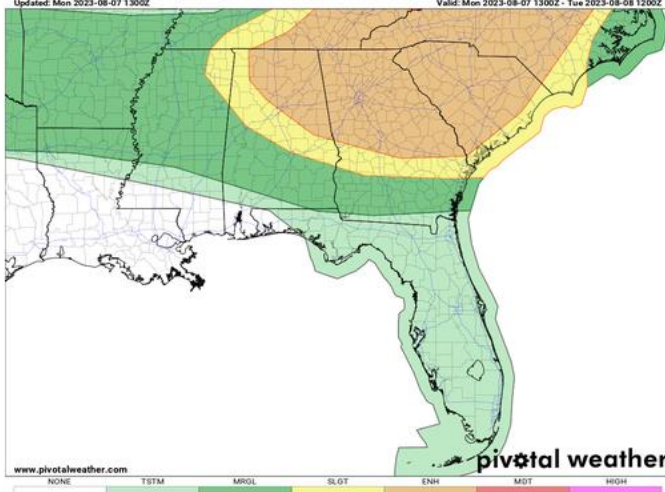 Updated: Mon 2023-08-07 1300Z Valid: Mon 2023-08-07 1300Z - Tue 2023-08-08 1200Z
www.pivotalweather.com pivotal weather
NONE TSTM MRGL SLGT ENH MDT HIGH